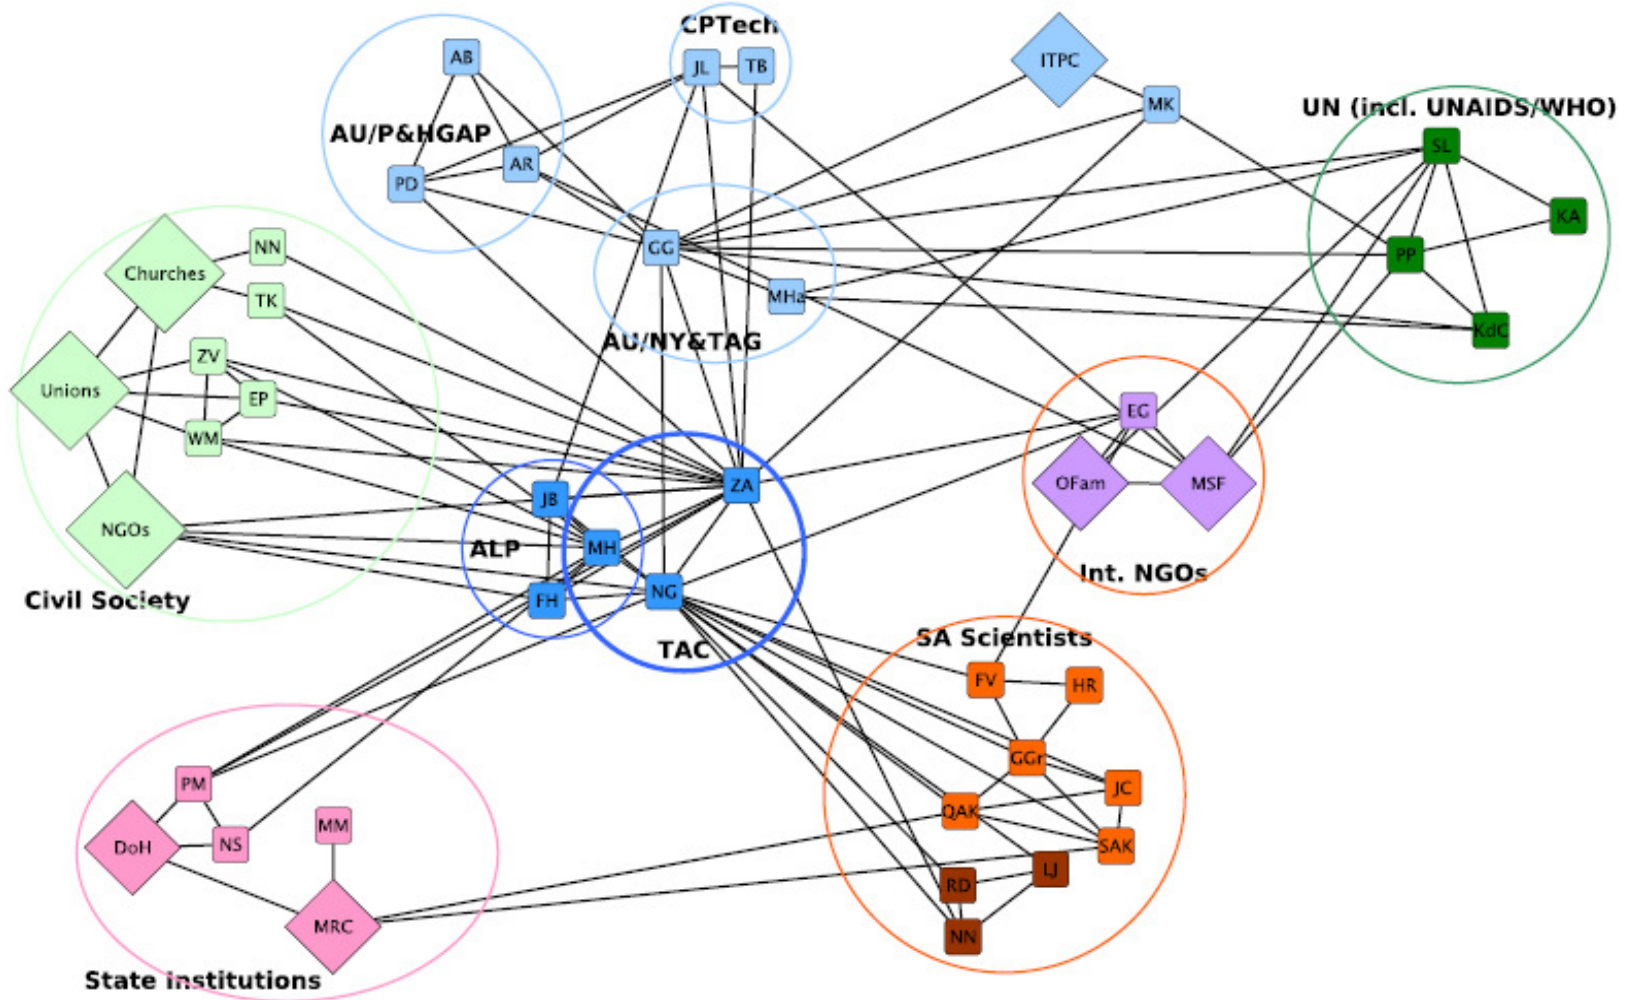 CPTech
AB
JL
TB
ITPC
MK
UN (incl. UNAIDS/WHO)
AU/P&HGAP
SL
AR
PD
KA
NN
GG
PP
Churches
MHa
TK
KdC
AU/NY&TAG
ZV
Unions
EP
EG
WM
OFam
MSF
ZA
JB
NGOs
ALP
MH
Int. NGOs
Civil Society
FH
NG
SA Scientists
TAC
FV
HR
GGr
PM
JC
QAK
MM
DoH
NS
SAK
LJ
RD
MRC
NN
State institutions